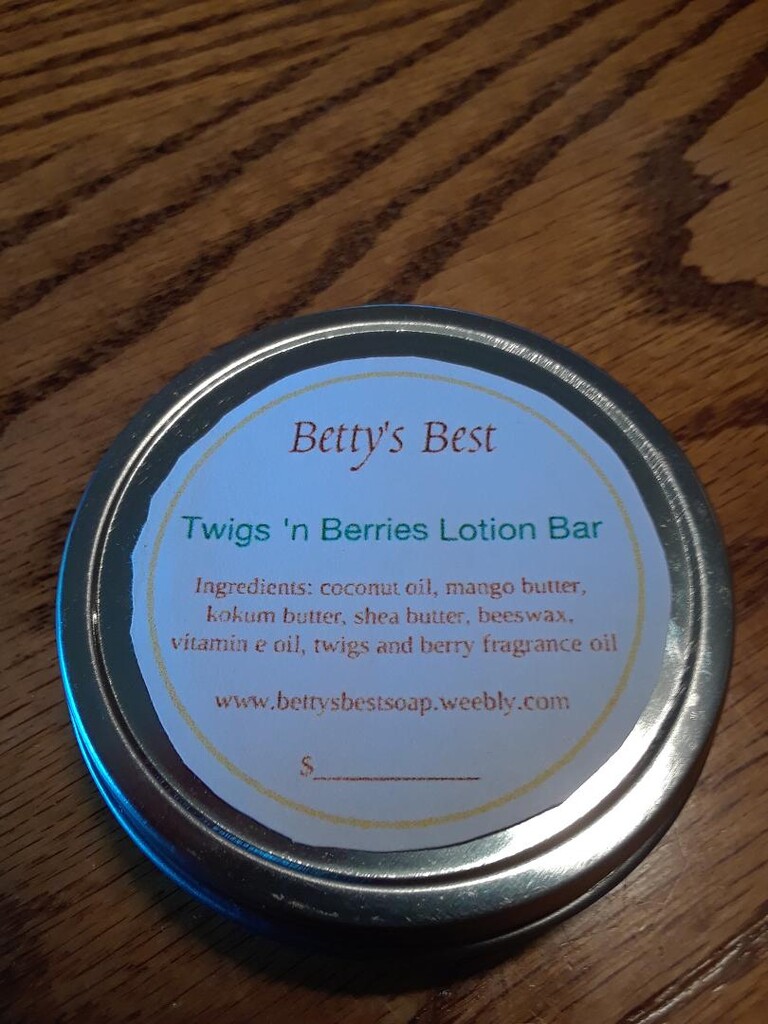 Betty's Best
Twigs 'n Berries Lotion Bar
Ingredients: coconut oil, mango butter,
kokum butter, shea butter, beeswax,
vitamin e oil, twigs and berry fragrance oil
www.bettysbestsoap.weebly.com
$______________